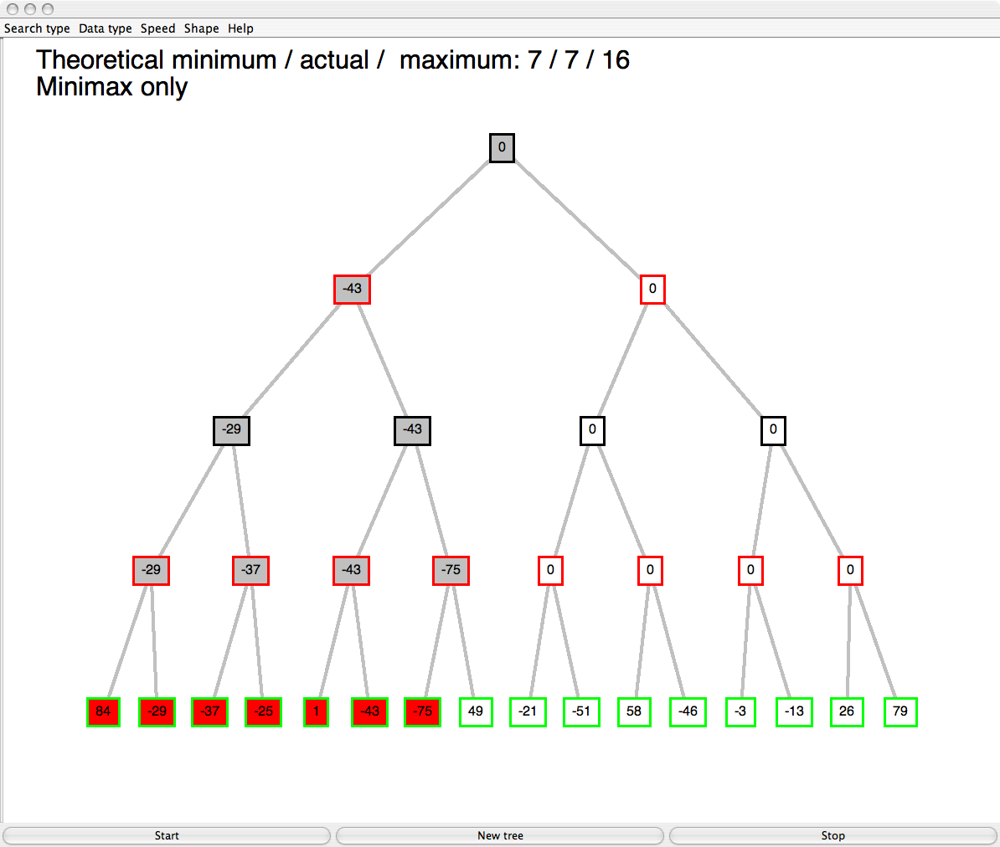 Search type Data type Speed Shape Help
Theoretical minimum / actual /  maximum: 7 / 7 / 16
Minimax only
0
-43 0
-29 -43 0 0
-29 -37 -43 -75 0 0 0 0
84 -29 -37 -25 1 -43 -75 49 -21 -51 58 -46 -3 -13 26 79
Start New tree Stop